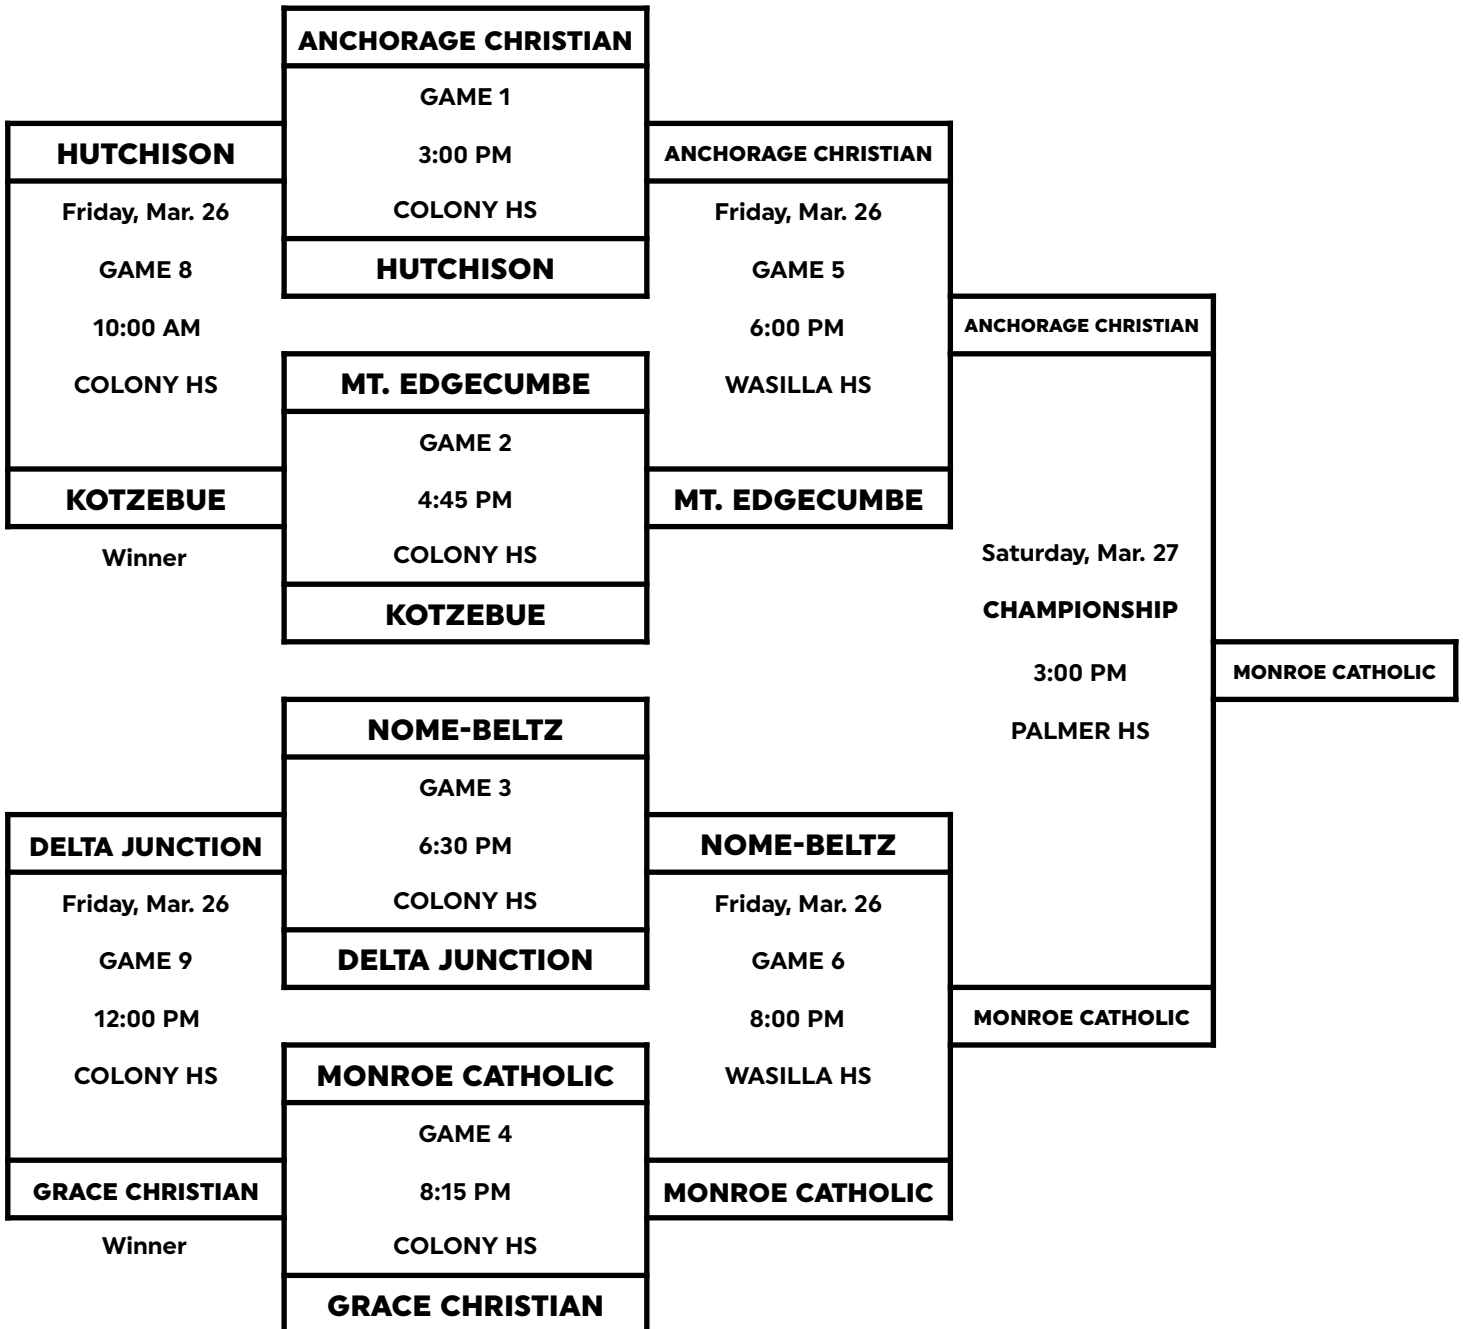 ANCHORAGE CHRISTIAN
GAME 1
3:00 PM
COLONY HS
HUTCHISON
HUTCHISON
Friday, Mar. 26
GAME 8
10:00 AM
COLONY HS
KOTZEBUE
Winner
MT. EDGECUMBE
GAME 2
4:45 PM
COLONY HS
KOTZEBUE
ANCHORAGE CHRISTIAN
Friday, Mar. 26
GAME 5
6:00 PM
WASILLA HS
MT. EDGECUMBE
ANCHORAGE CHRISTIAN
Saturday, Mar. 27
CHAMPIONSHIP
3:00 PM
PALMER HS
MONROE CATHOLIC
MONROE CATHOLIC
NOME-BELTZ
GAME 3
6:30 PM
COLONY HS
DELTA JUNCTION
DELTA JUNCTION
Friday, Mar. 26
GAME 9
12:00 PM
COLONY HS
GRACE CHRISTIAN
Winner
MONROE CATHOLIC
GAME 4
8:15 PM
COLONY HS
GRACE CHRISTIAN
NOME-BELTZ
Friday, Mar. 26
GAME 6
8:00 PM
WASILLA HS
MONROE CATHOLIC